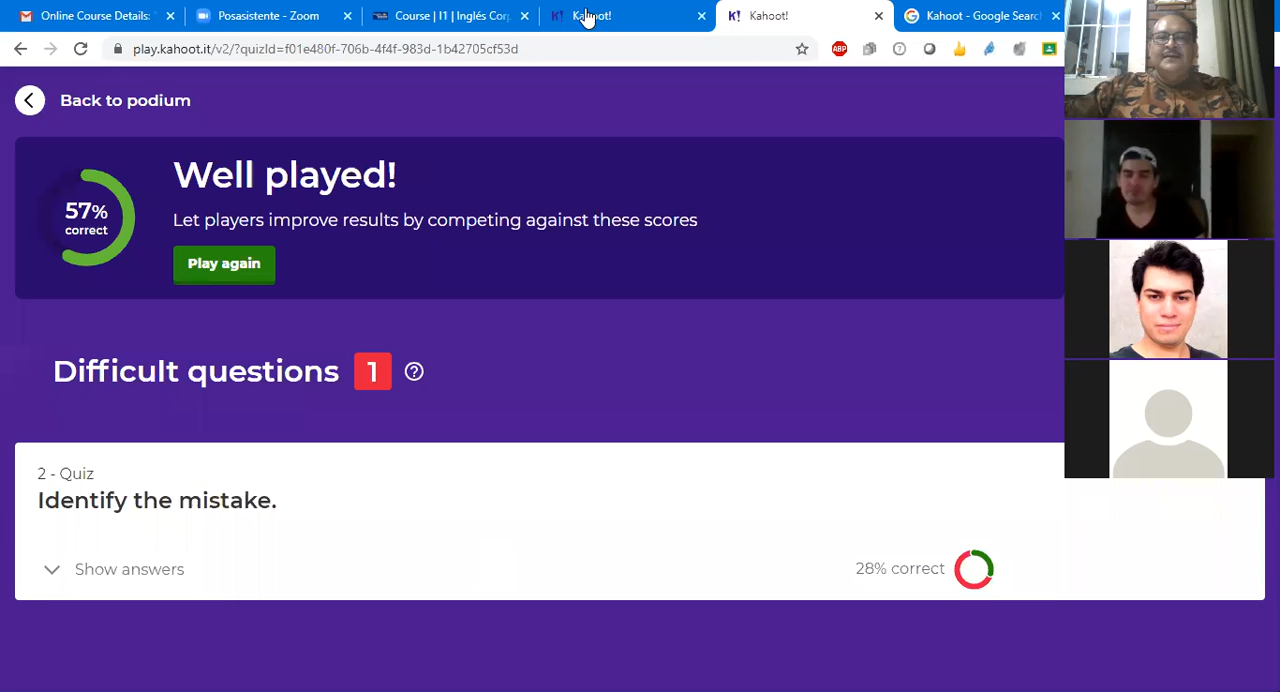 Online Course Details: "
Posasistente - Zoom
Course | I1 | Inglés Corp
Kahoot!
K! Kahoot!
Kahoot - Google Search
play.kahoot.it/v2/?quizId=f01e480f-706b-4f4f-983d-1b42705cf53d
ABP
Back to podium
57%
correct
Well played!
Let players improve results by competing against these scores
Play again
Difficult questions 1
2 - Quiz
Identify the mistake.
Show answers
28% correct